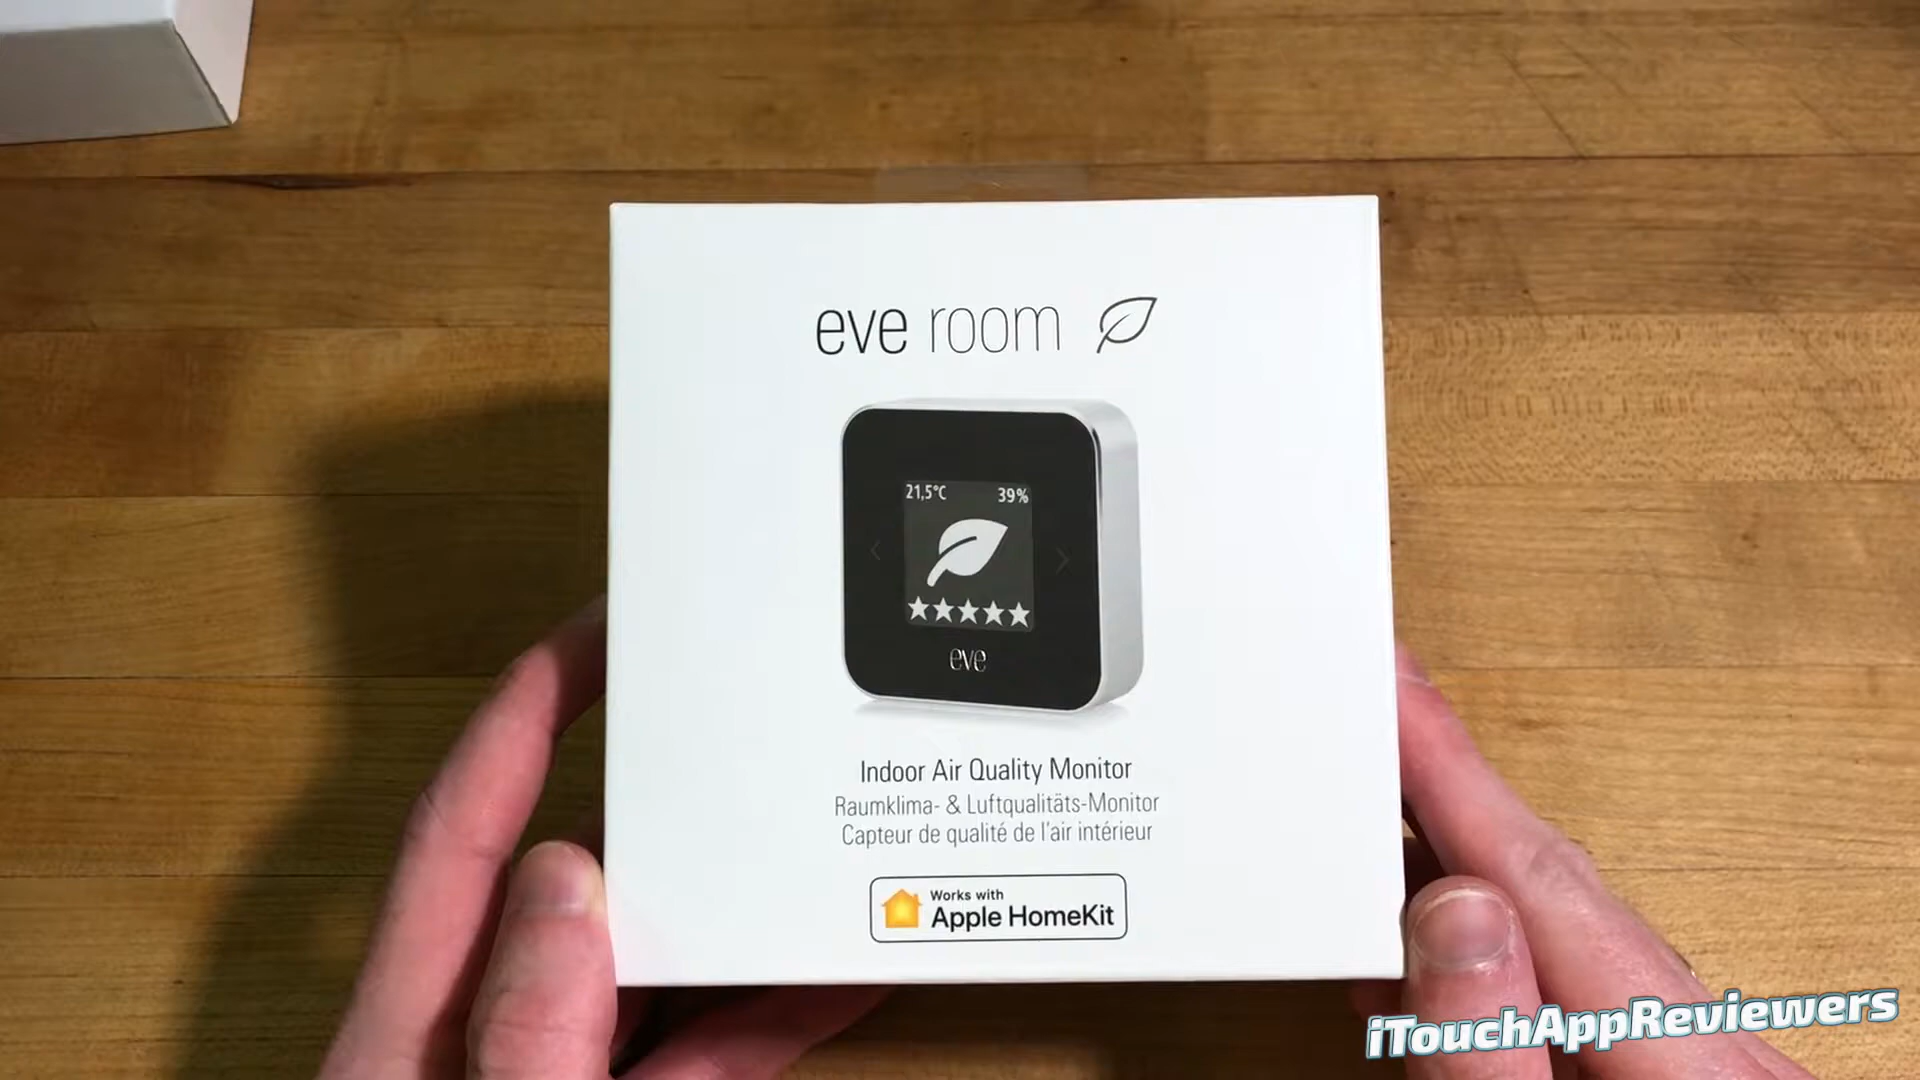 eve room
21,5°C 39%
eve
Indoor Air Quality Monitor
Raumklima- & Luftqualitäts-Monitor
Capteur de qualité de l'air intérieur
Works with
Apple HomeKit
iTouchAppReviewers